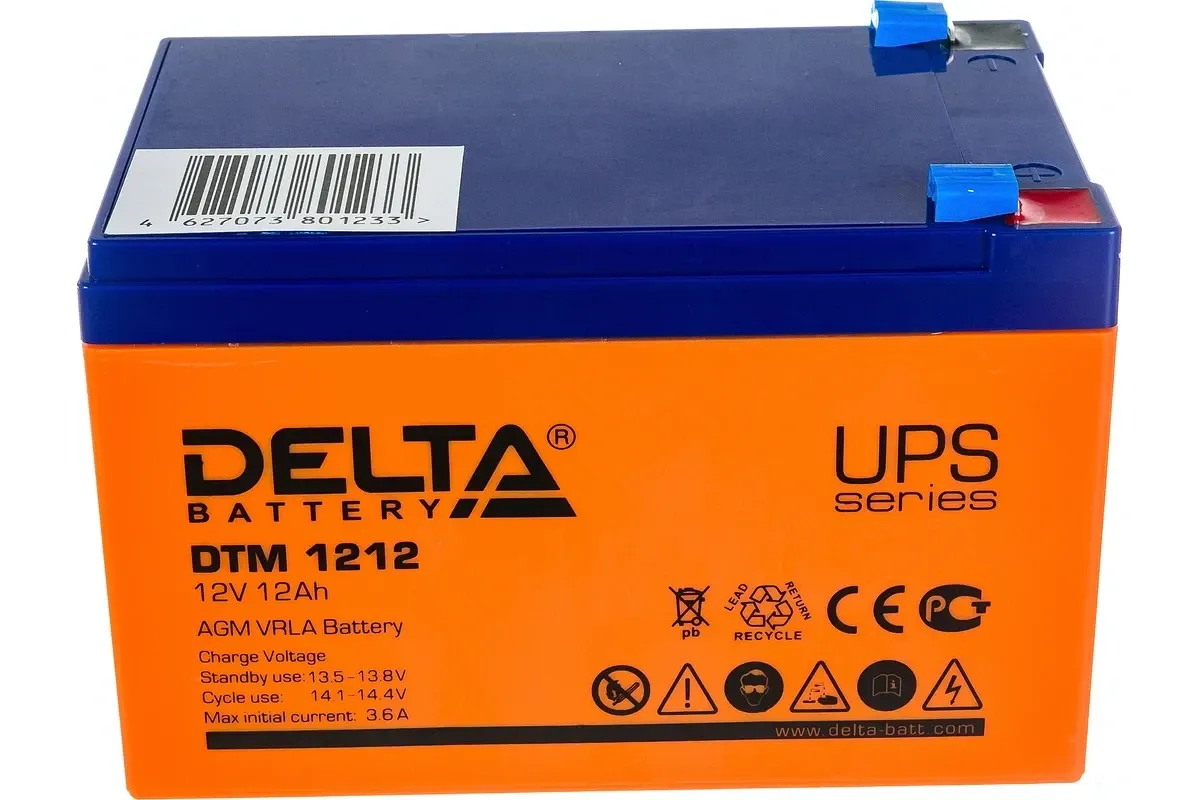 4 627073 801233 >
DELTA®
BATTERY
UPS
series
DTM 1212
12V 12Ah
AGM VRLA Battery
Charge Voltage
Standby use: 13.5-13.8V
Cycle use: 14.1-14.4V
Max initial current: 3.6A
pb
LEAD RETURN
RECYCLE
CE
РСТ
www.delta-batt.com